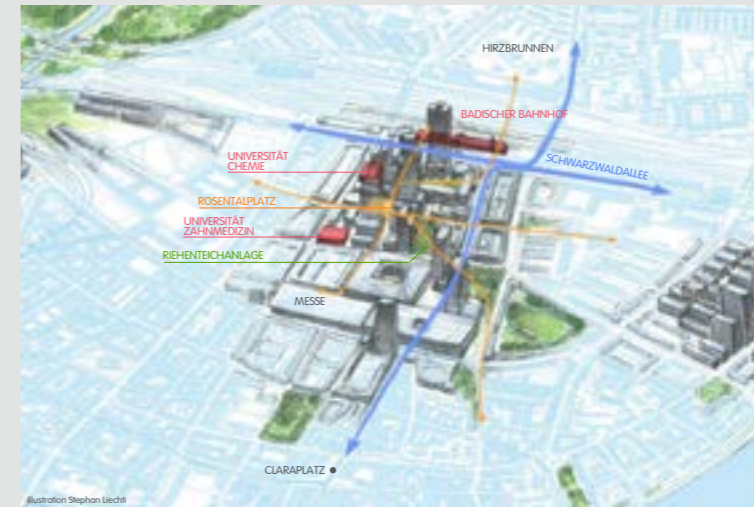 HIRZBRUNNEN
BADISCHER BAHNHOF
UNIVERSITÄT
CHEMIE
SCHWARZWALDALLEE
ROSENTALPLATZ
UNIVERSITÄT
ZAHNMEDIZIN
RIEHENTEICHANLAGE
MESSE
CLARAPLATZ
Illustration Stephan Liechti